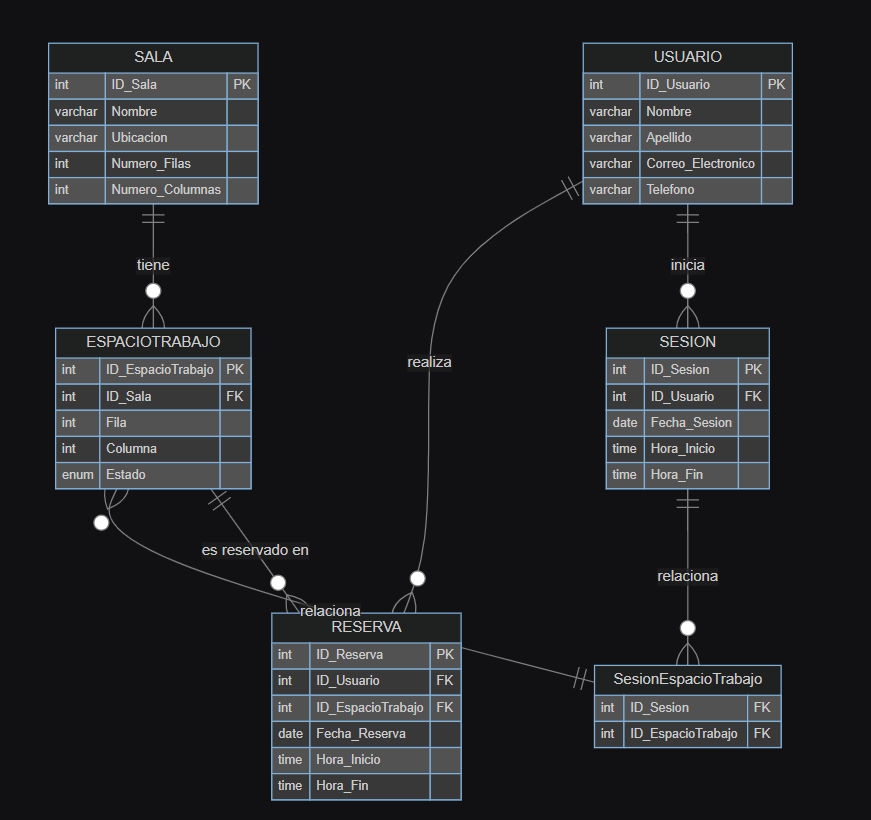 SALA
int ID_Sala PK
varchar Nombre
varchar Ubicacion
int Numero_Filas
int Numero_Columnas
USUARIO
int ID_Usuario PK
varchar Nombre
varchar Apellido
varchar Correo_Electronico
varchar Telefono
tiene
inicia
ESPACIOTRABAJO
int ID_EspacioTrabajo PK
int ID_Sala FK
int Fila
int Columna
enum Estado
realiza
SESION
int ID_Sesion PK
int ID_Usuario FK
date Fecha_Sesion
time Hora_Inicio
time Hora_Fin
es reservado en
relaciona
relaciona
RESERVA
int ID_Reserva PK
int ID_Usuario FK
int ID_EspacioTrabajo FK
date Fecha_Reserva
time Hora_Inicio
time Hora_Fin
SesionEspacioTrabajo
int ID_Sesion FK
int ID_EspacioTrabajo FK